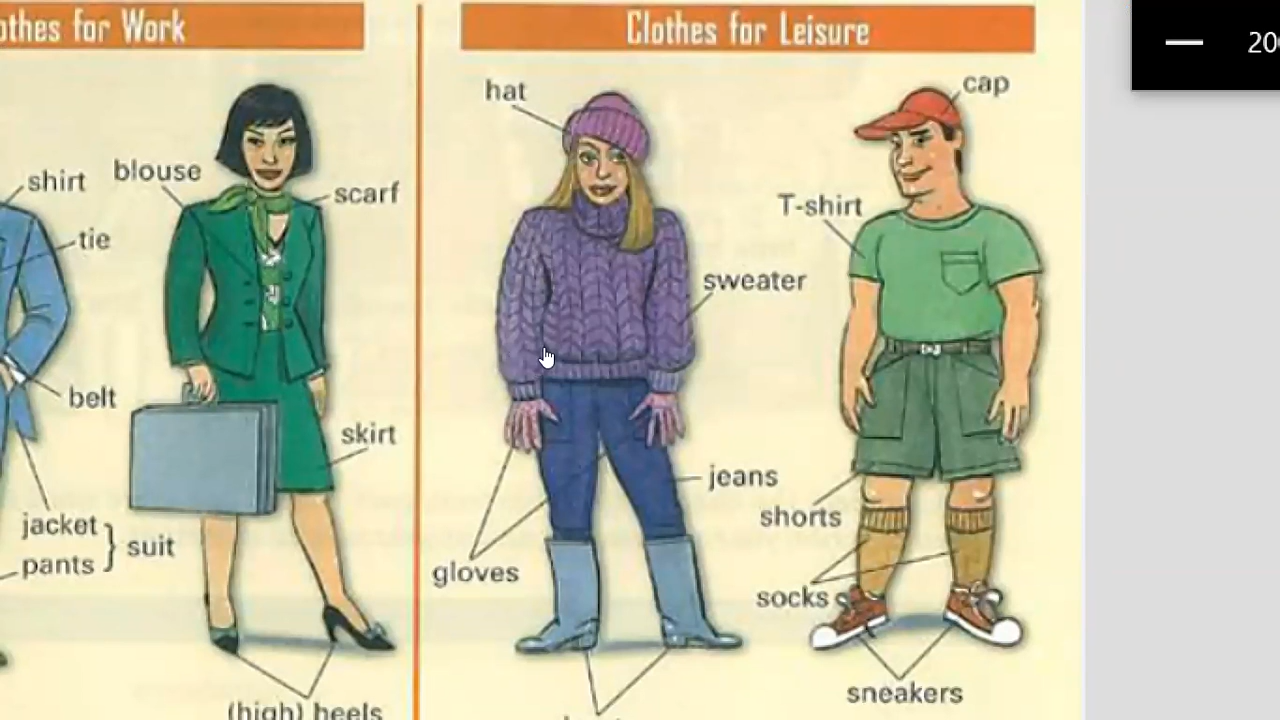 othes for Work
Clothes for Leisure
20
shirt
tie
blouse
scarf
belt
skirt
jacket
pants
suit
(high) heels
hat
sweater
gloves
jeans
cap
T-shirt
shorts
socks
sneakers